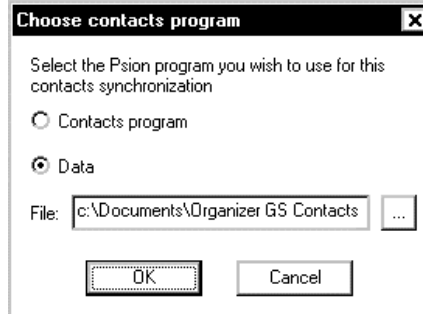 Choose contacts program
Select the Psion program you wish to use for this
contacts synchronization
Contacts program
Data
File: c:\Documents\Organizer GS Contacts ...
OK Cancel